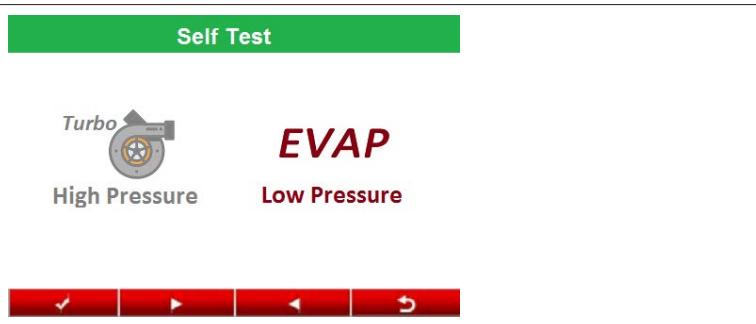 Self Test
Turbo
EVAP
High Pressure
Low Pressure